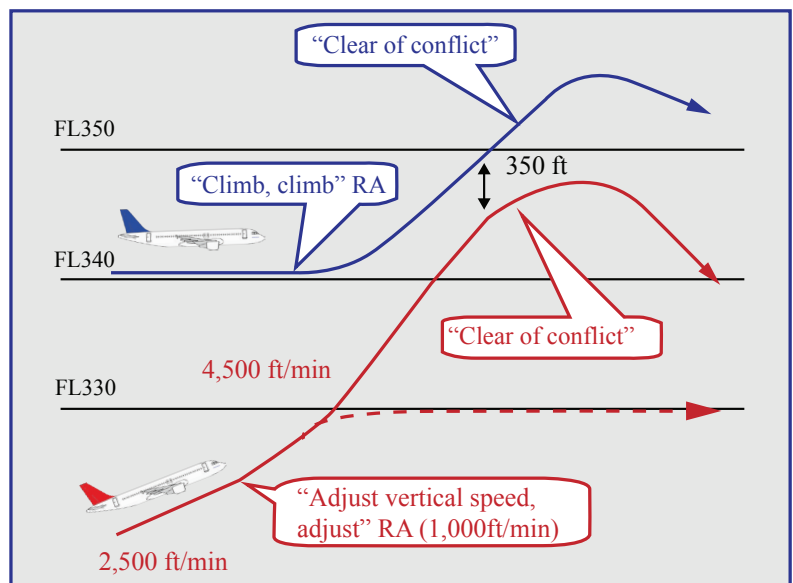 “Clear of conflict”
FL350
350 ft
“Climb, climb” RA
FL340
“Clear of conflict”
4,500 ft/min
FL330
“Adjust vertical speed,
adjust” RA (1,000ft/min)
2,500 ft/min